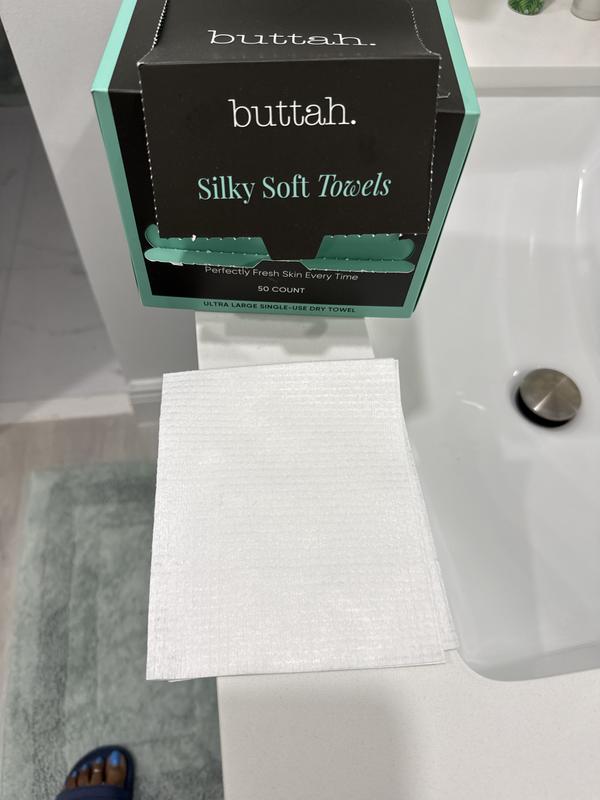 buttah.
buttah.
Silky Soft Towels
Perfectly Fresh Skin Every Time
50 COUNT
ULTRA LARGE SINGLE-USE DRY TOWEL